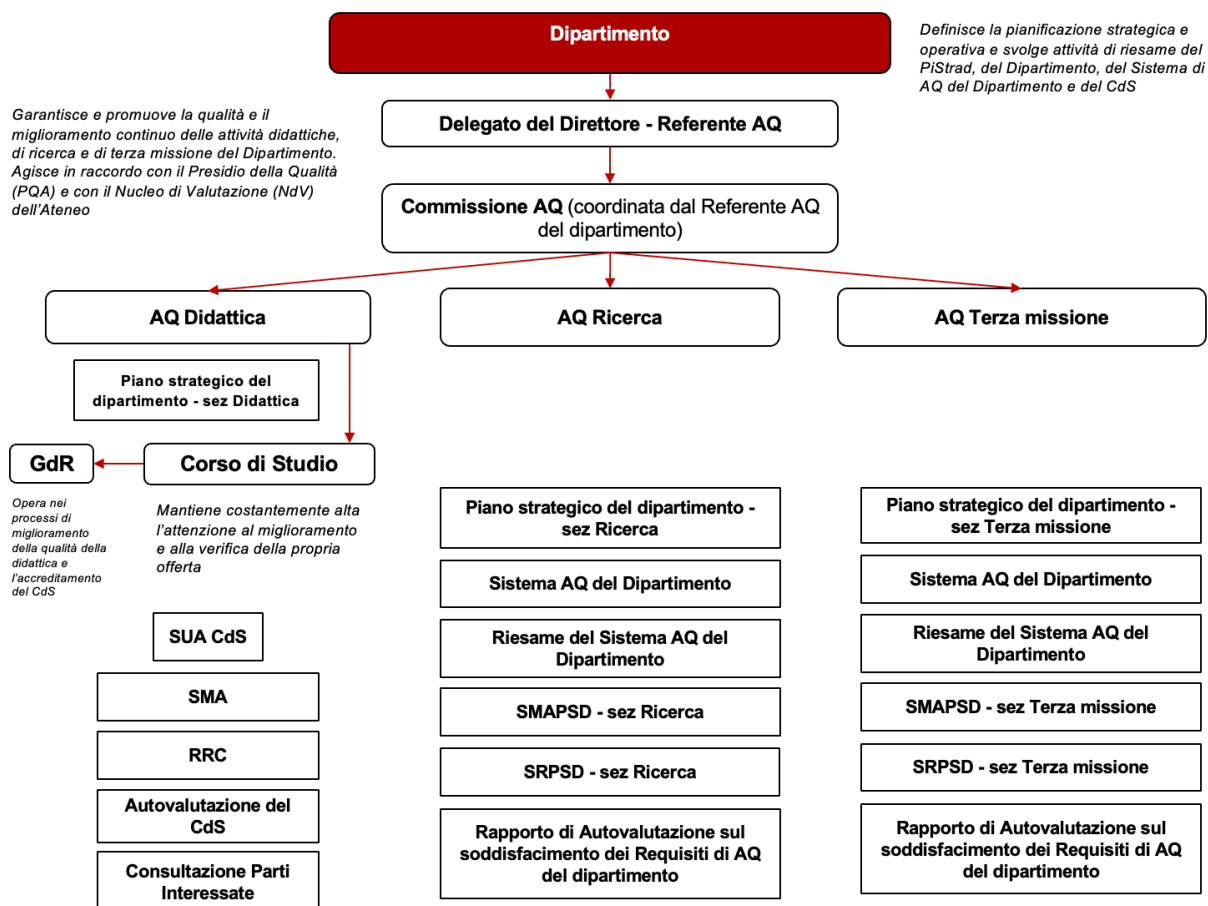 Dipartimento
Definisce la pianificazione strategica e
operativa e svolge attività di riesame del
PiStrad, del Dipartimento, del Sistema di
AQ del Dipartimento e del CdS
Garantisce e promuove la qualità e il
miglioramento continuo delle attività didattiche,
di ricerca e di terza missione del Dipartimento.
Agisce in raccordo con il Presidio della Qualità
(PQA) e con il Nucleo di Valutazione (NdV)
dell'Ateneo
Delegato del Direttore - Referente AQ
Commissione AQ (coordinata dal Referente AQ
del dipartimento)
AQ Didattica
AQ Ricerca
AQ Terza missione
Piano strategico del
dipartimento - sez Didattica
GdR
Corso di Studio
Opera nei
processi di
miglioramento
della qualità della
didattica e
l'accreditamento
del CdS
Mantiene costantemente alta
l'attenzione al miglioramento
e alla verifica della propria
offerta
SUA CdS
SMA
RRC
Autovalutazione del
CdS
Consultazione Parti
Interessate
Piano strategico del dipartimento -
sez Ricerca
Sistema AQ del Dipartimento
Riesame del Sistema AQ del
Dipartimento
SMAPSD - sez Ricerca
SRPSD - sez Ricerca
Rapporto di Autovalutazione sul
soddisfacimento dei Requisiti di AQ
del dipartimento
Piano strategico del dipartimento -
sez Terza missione
Sistema AQ del Dipartimento
Riesame del Sistema AQ del
Dipartimento
SMAPSD - sez Terza missione
SRPSD - sez Terza missione
Rapporto di Autovalutazione sul
soddisfacimento dei Requisiti di AQ
del dipartimento